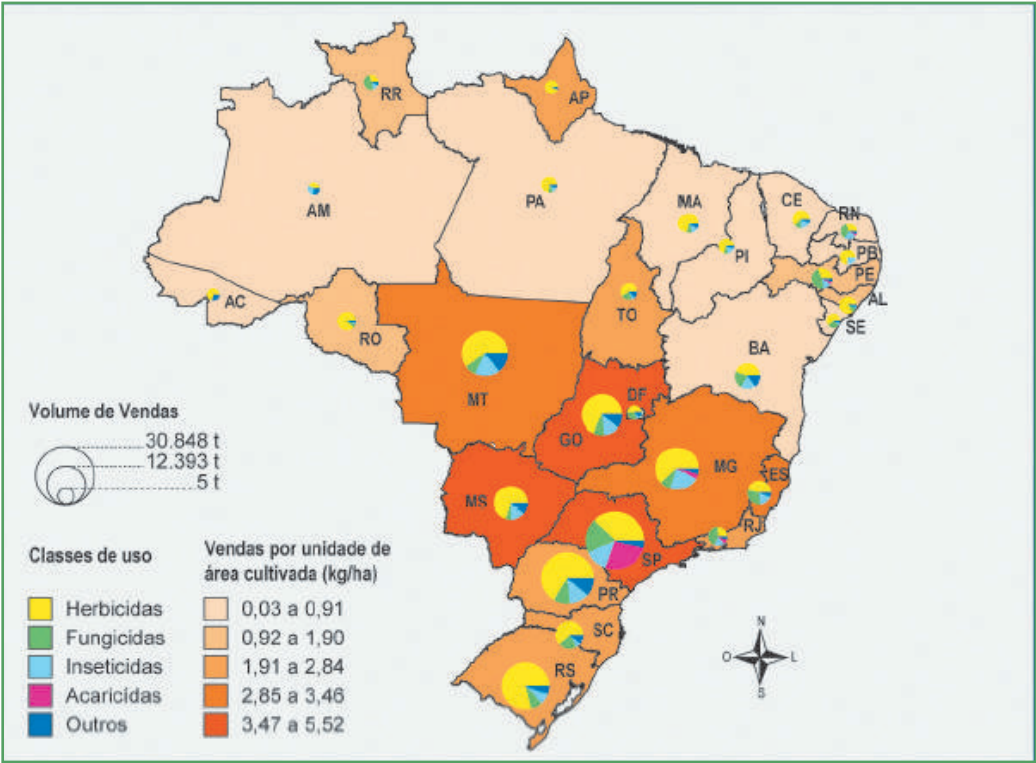 RR
AP
AM
PA
MA
CE
RN
PI
PB
PE
AL
SE
AC
RO
TO
BA
MT
DF
GO
MG
ES
MS
RJ
SP
PR
SC
RS
Volume de Vendas
30.848 t
12.393 t
5 t
Classes de uso
Herbicidas
Fungicidas
Inseticidas
Acaricidas
Outros
Vendas por unidade de
área cultivada (kg/ha)
0,03 a 0,91
0,92 a 1,90
1,91 a 2,84
2,85 a 3,46
3,47 a 5,52
N
O
L
S